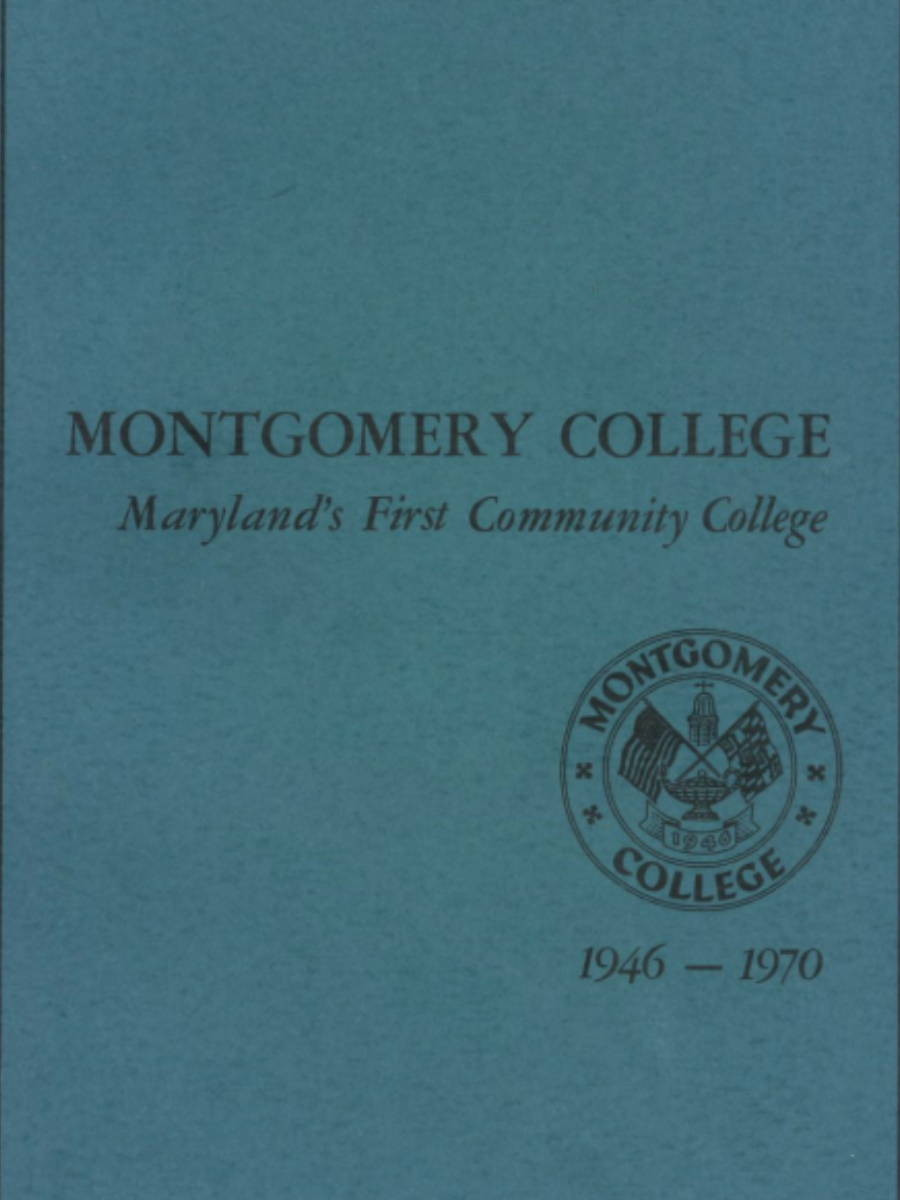 MONTGOMERY COLLEGE
Maryland's First Community College
MONTGOMERY
1946
COLLEGE
1946 — 1970